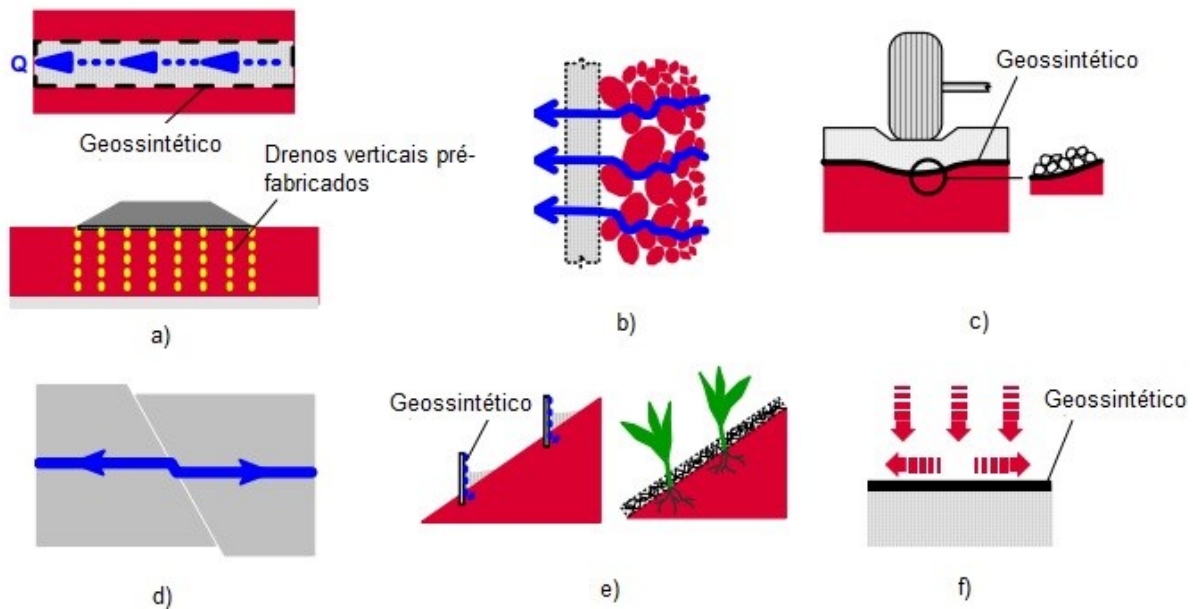 Q
Geossintético
Drenos verticais pré-
fabricados
a)
b)
Geossintético
c)
d)
Geossintético
e)
Geossintético
f)